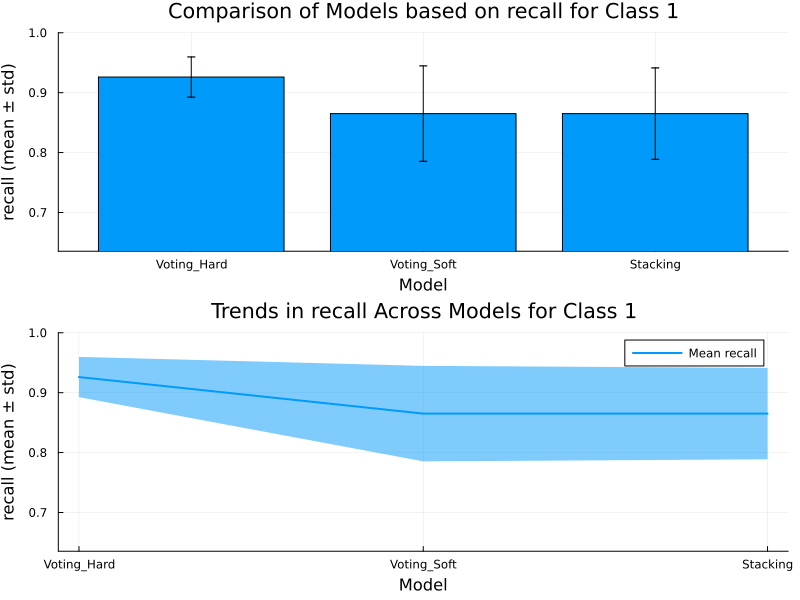 Comparison of Models based on recall for Class 1
1.0
0.9
0.8
0.7
recall (mean ± std)
Voting_Hard
Voting_Soft
Stacking
Model
Trends in recall Across Models for Class 1
1.0
0.9
0.8
0.7
recall (mean ± std)
Mean recall
Voting_Hard
Voting_Soft
Stacking
Model